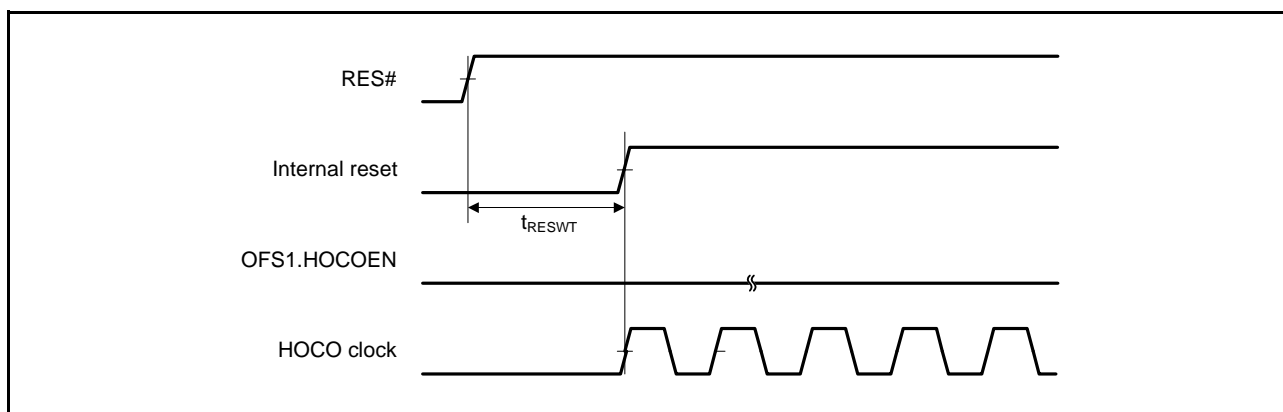 RES#
Internal reset
tRESWT
OFS1.HOCOEN
HOCO clock